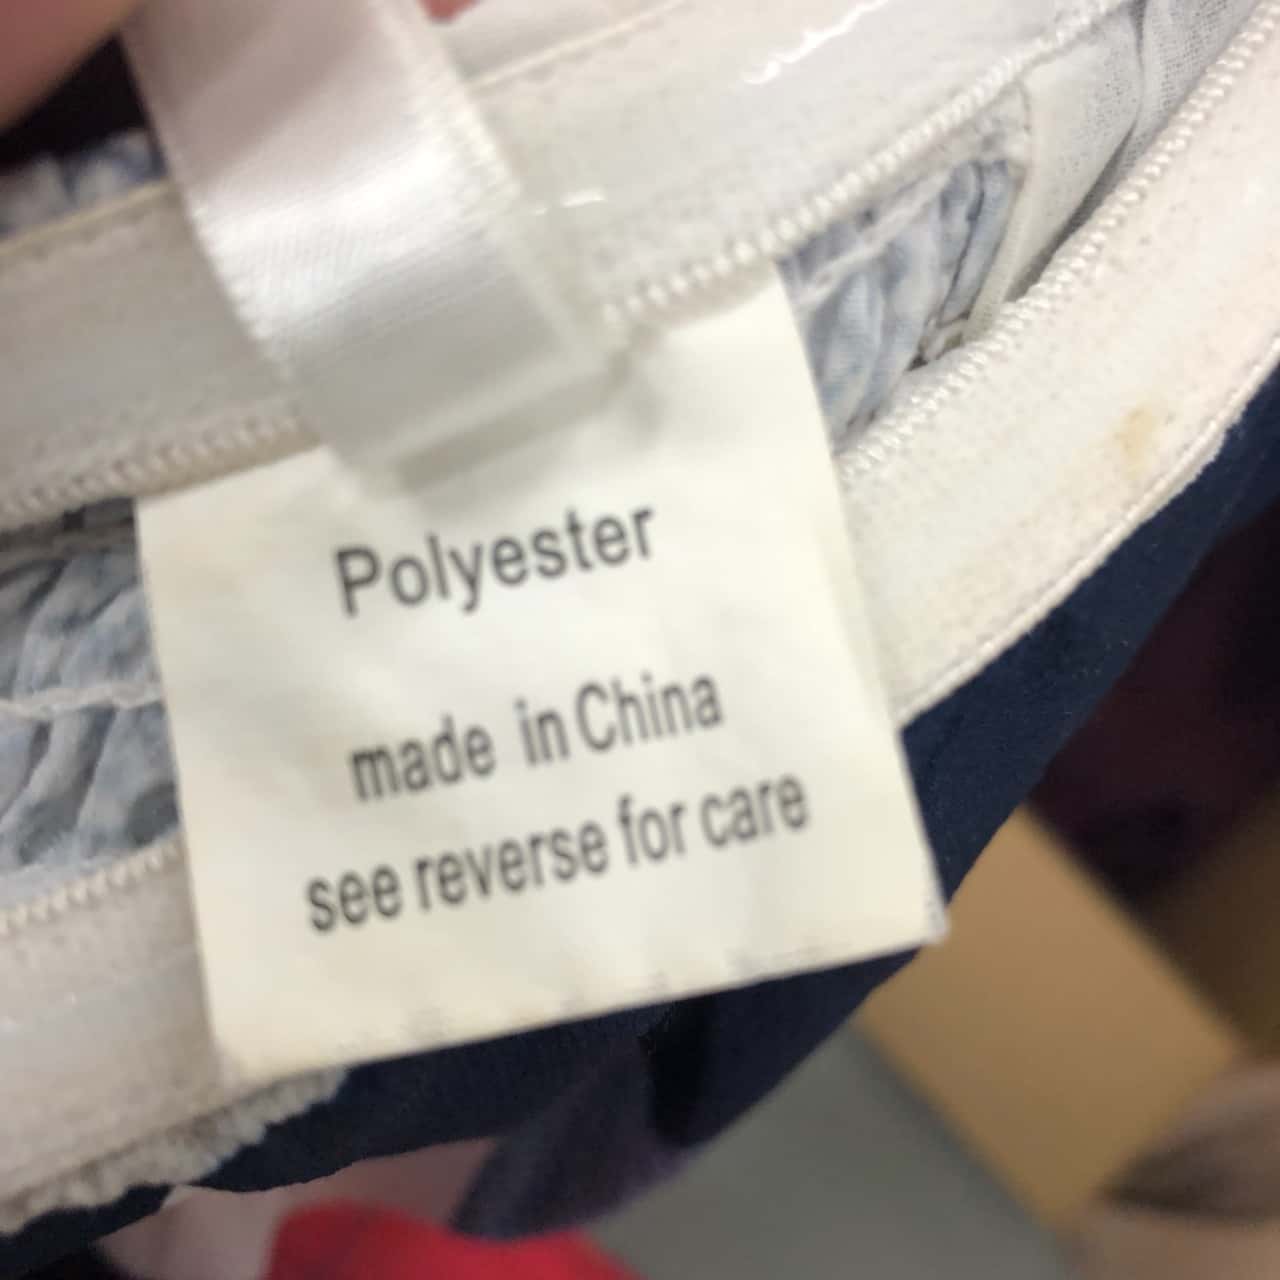 Polyester
made in China
see reverse for care